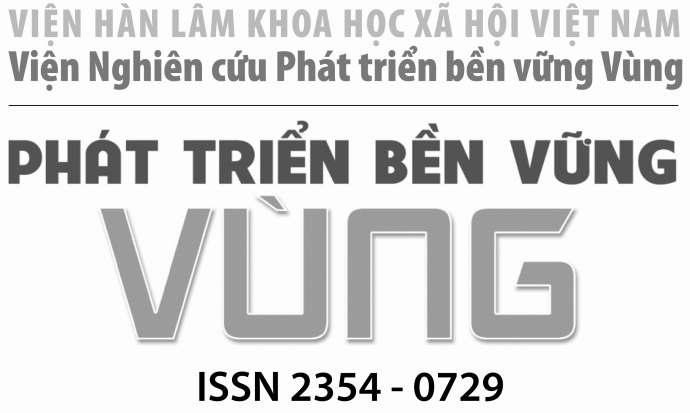 VIỆN HÀN LÂM KHOA HỌC XÃ HỘI VIỆT NAM
Viện Nghiên cứu Phát triển bền vững Vùng
PHÁT TRIỂN BỀN VỮNG
VÙNG
ISSN 2354 - 0729